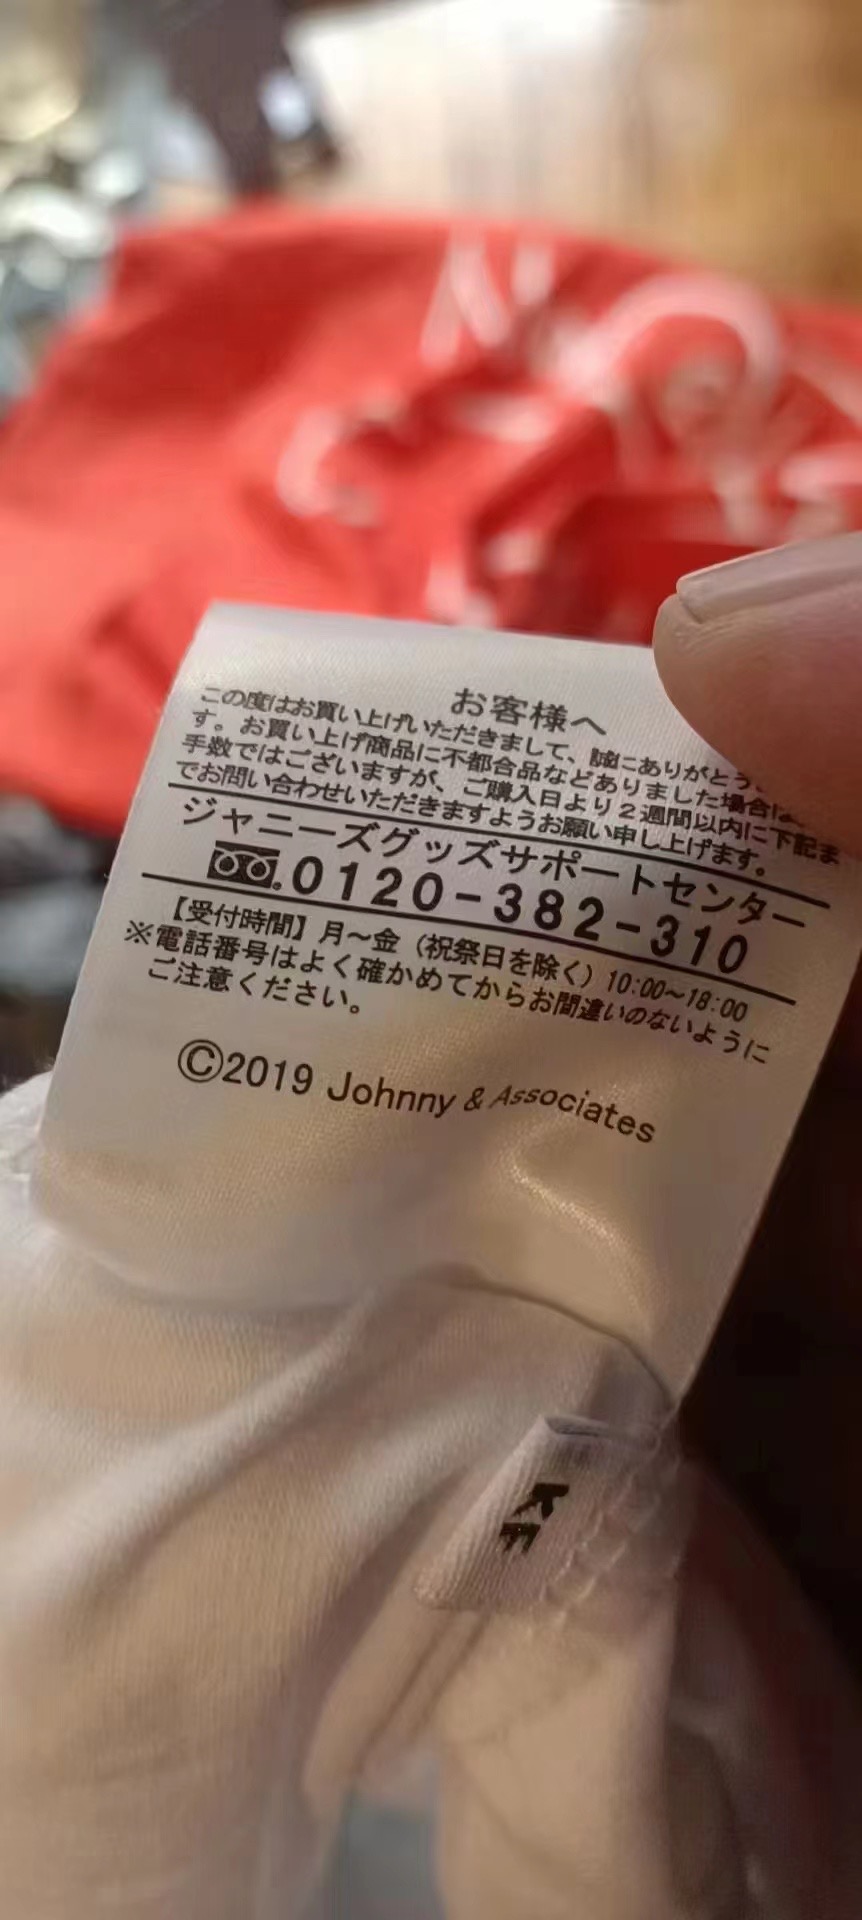 お客様へ
この度はお買い上げいただきまして、誠にありがとう
す。お買い上げ商品に不都合品などありました場合は、
手数ではございますが、ご購入日より2週間以内に下記ま
でお問い合わせいただきますようお願い申し上げます。
ジャニーズグッズサポートセンター
0120-382-310
【受付時間】月～金（祝祭日を除く）10:00～18:00
※電話番号はよく確かめてからお間違いのないように
ご注意ください。
©2019 Johnny & Associates